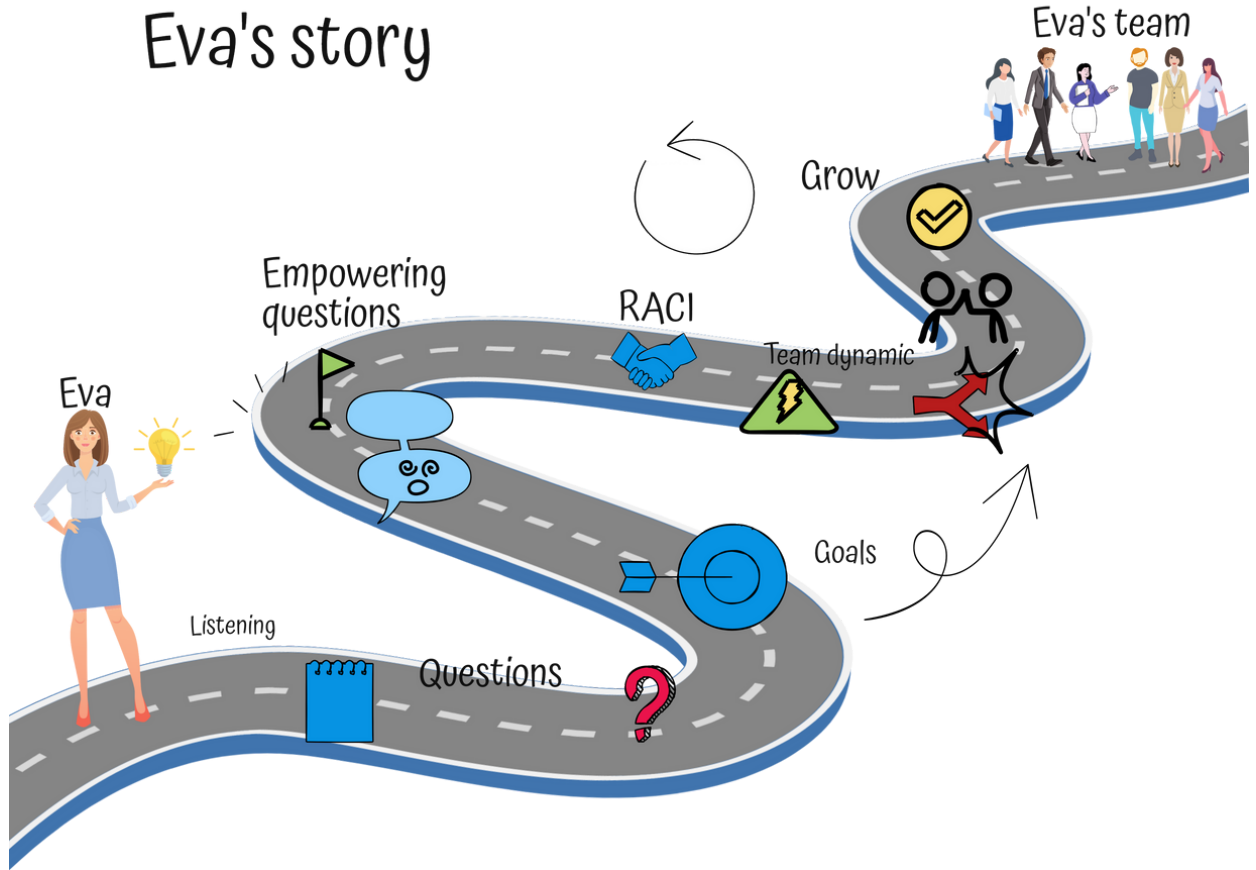 Eva's story
Eva's team
Grow
Empowering
questions
RACI
Team dynamic
Eva
Goals
Listening
Questions